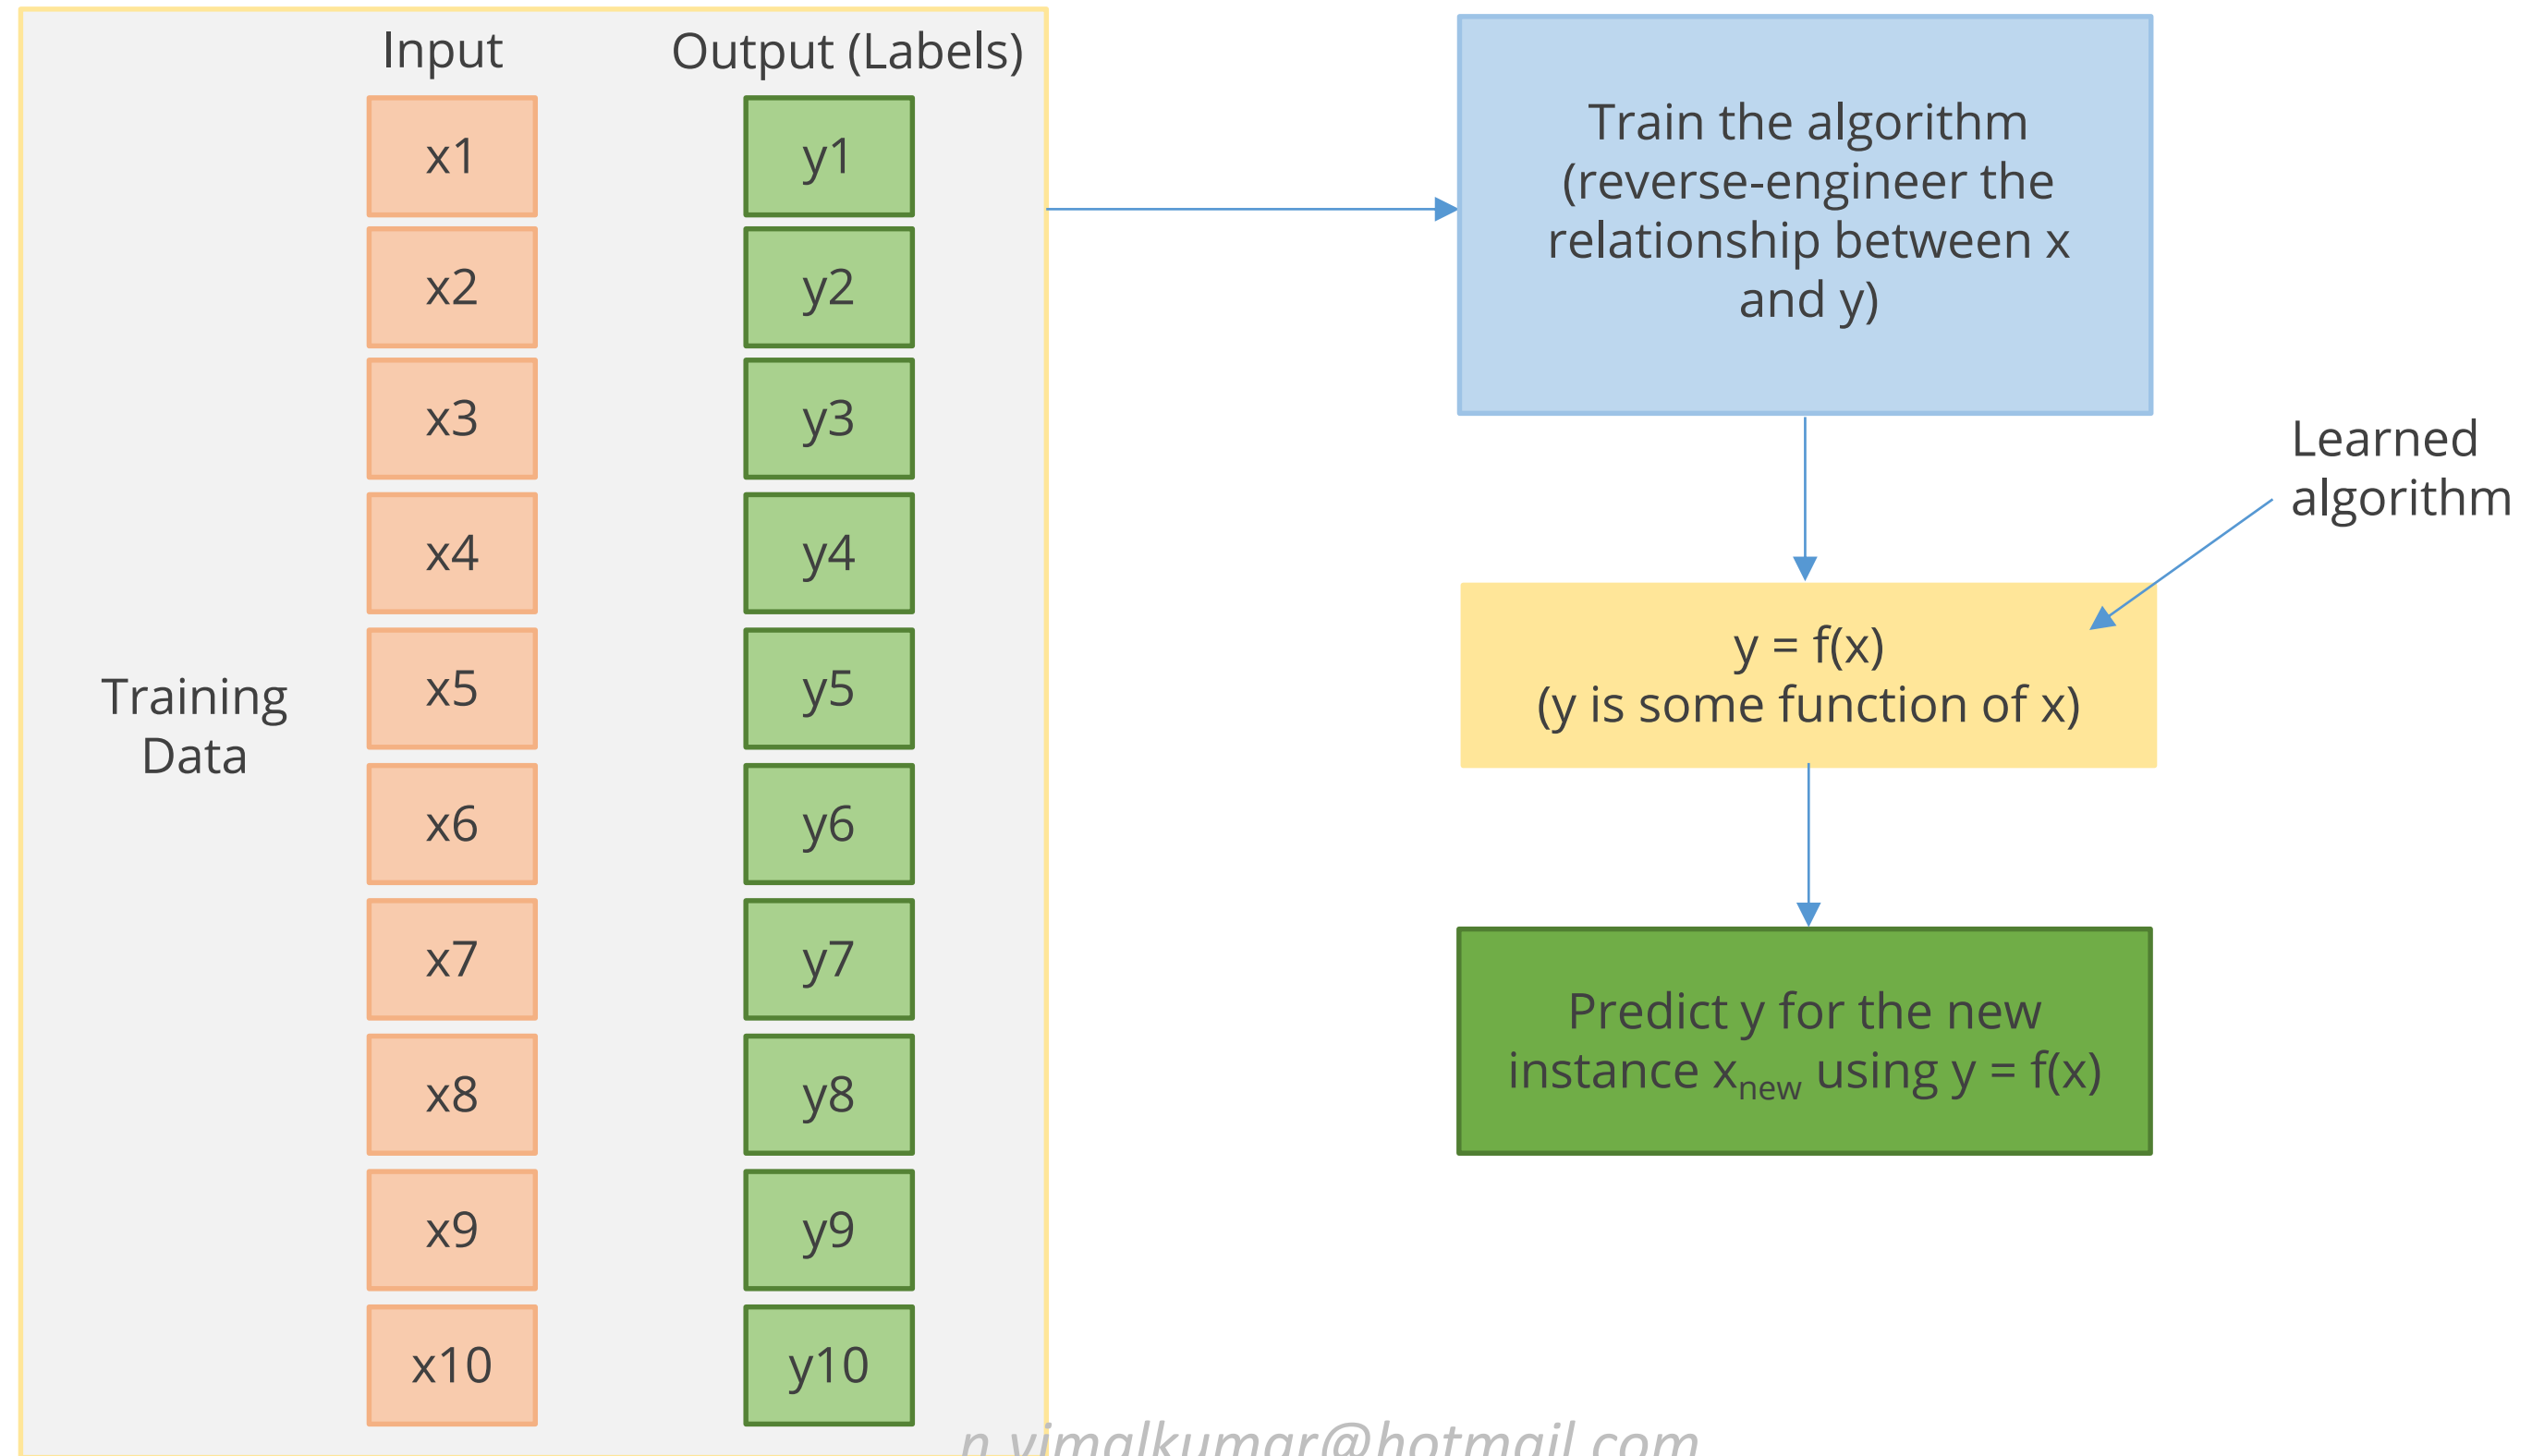 Input
Output (Labels)
x1
y1
x2
y2
x3
y3
x4
y4
x5
y5
x6
y6
x7
y7
x8
y8
x9
y9
x10
y10
Training
Data
Train the algorithm
(reverse-engineer the
relationship between x
and y)
Learned
algorithm
y = f(x)
(y is some function of x)
Predict y for the new
instance xnew using y = f(x)
n.vimalkumar@hotmail.com